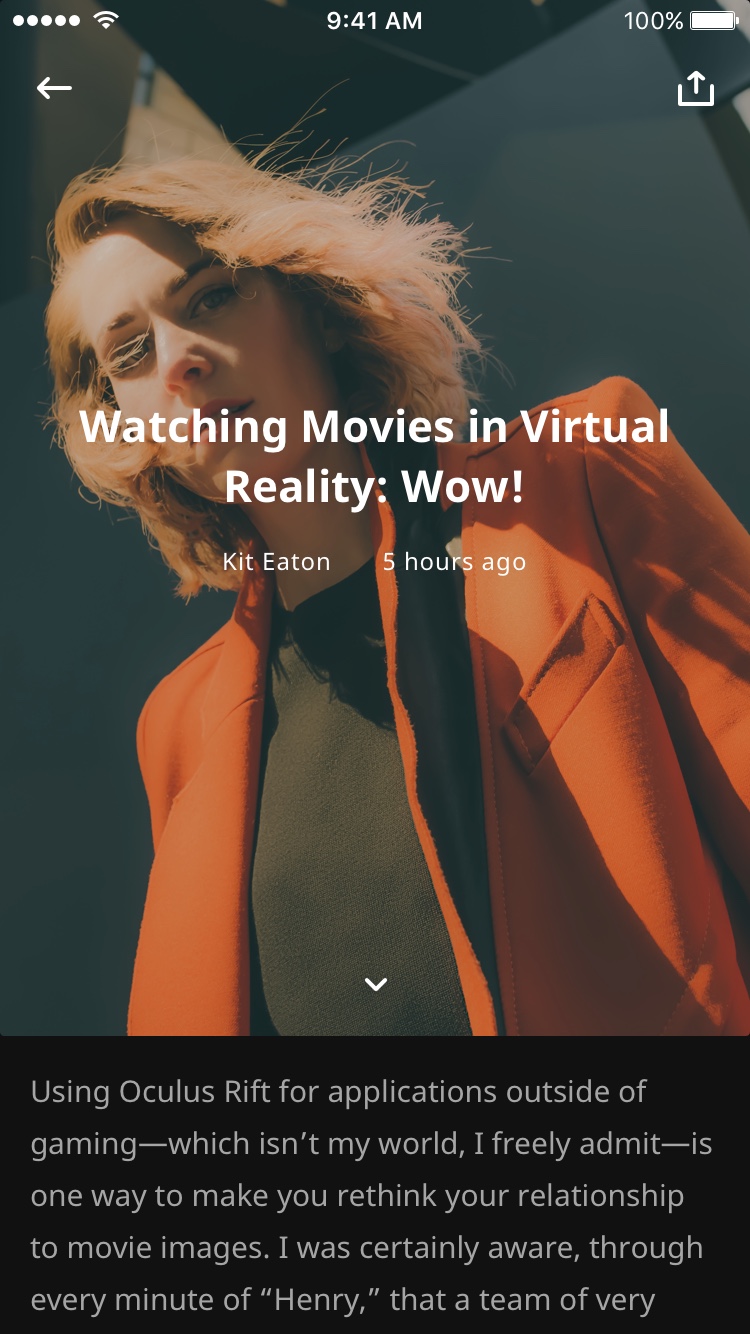 9:41 AM
100%
Watching Movies in Virtual
Reality: Wow!
Kit Eaton 5 hours ago
Using Oculus Rift for applications outside of
gaming—which isn’t my world, I freely admit—is
one way to make you rethink your relationship
to movie images. I was certainly aware, through
every minute of “Henry,” that a team of very